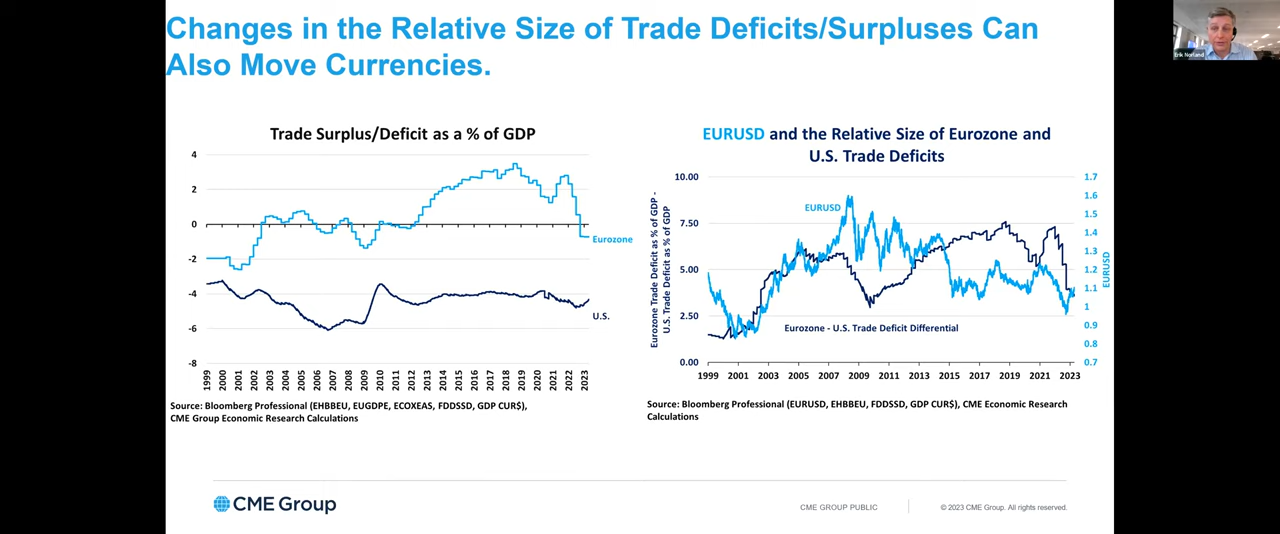 Changes in the Relative Size of Trade Deficits/Surpluses Can
Also Move Currencies.
Erik Norland
Trade Surplus/Deficit as a % of GDP
4
2
0
-2
-4
-6
-8
Eurozone
U.S.
1999 2000 2001 2002 2003 2004 2005 2006 2007 2008 2009 2010 2011 2012 2013 2014 2015 2016 2017 2018 2019 2020 2021 2022 2023
Source: Bloomberg Professional (EHBBEU, EUGDPE, ECOXEAS, FDDSSD, GDP CUR$),
CME Group Economic Research Calculations
EURUSD and the Relative Size of Eurozone and
U.S. Trade Deficits
Eurozone Trade Deficit as % of GDP -
U.S. Trade Deficit as % of GDP
10.00
7.50
5.00
2.50
0.00
EURUSD
Eurozone - U.S. Trade Deficit Differential
1.7
1.6
1.5
1.4
1.3
1.2
1.1
1
0.9
0.8
0.7
EURUSD
1999 2001 2003 2005 2007 2009 2011 2013 2015 2017 2019 2021 2023
Source: Bloomberg Professional (EURUSD, EHBBEU, FDDSSD, GDP CUR$), CME Economic Research
Calculations
CME Group
CME GROUP PUBLIC
© 2023 CME Group. All rights reserved.